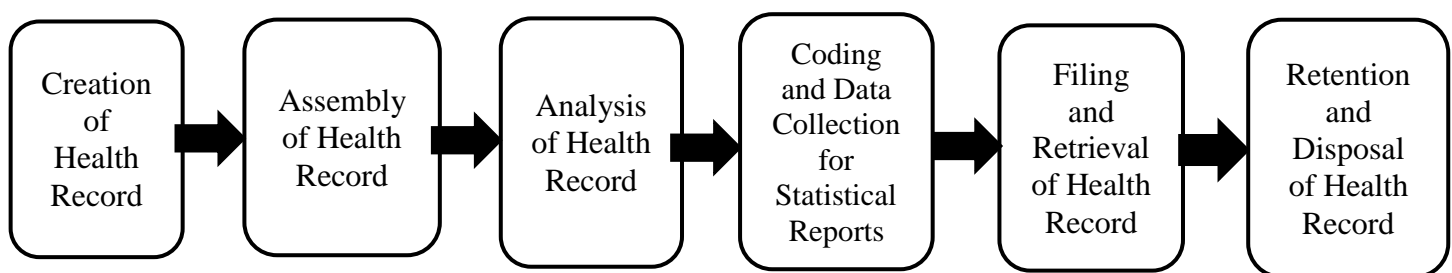 Creation
of
Health
Record
Assembly
of Health
Record
Analysis
of Health
Record
Coding
and Data
Collection
for
Statistical
Reports
Filing
and
Retrieval
of Health
Record
Retention
and
Disposal
of Health
Record